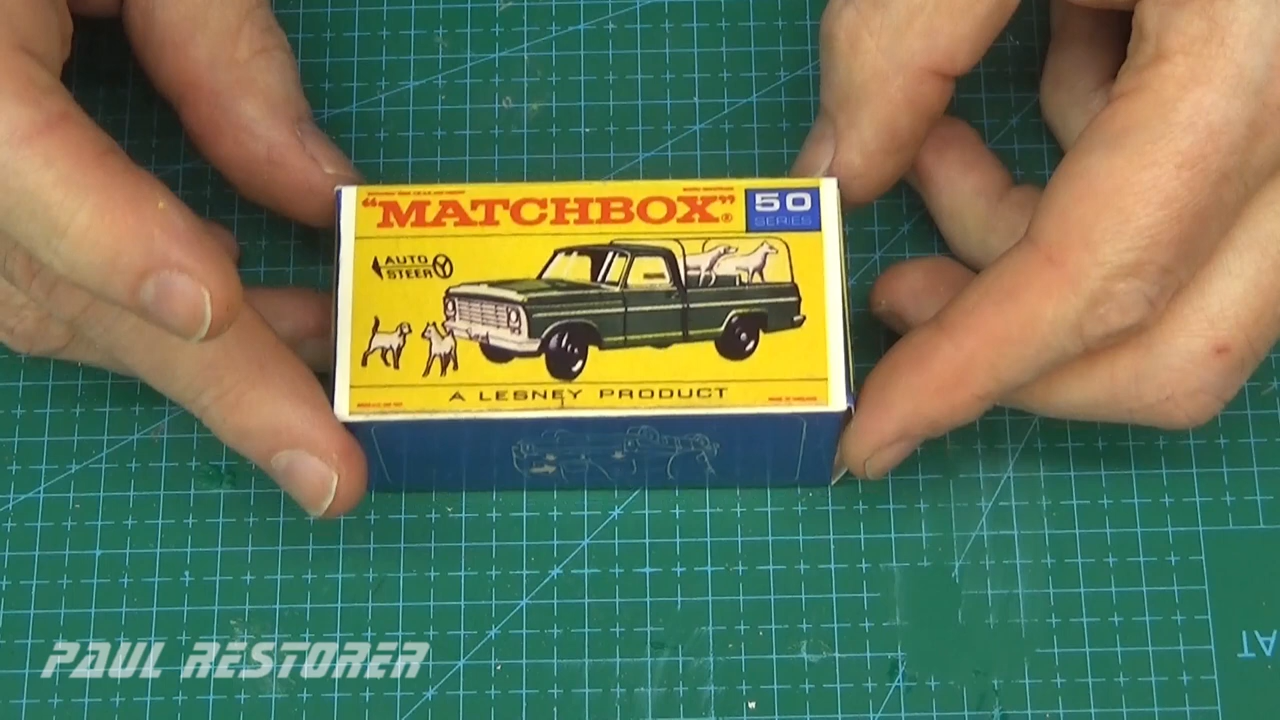 "MATCHBOX"®
50
SERIES
AUTO
STEER
A LESNEY PRODUCT
PAUL RESTORER